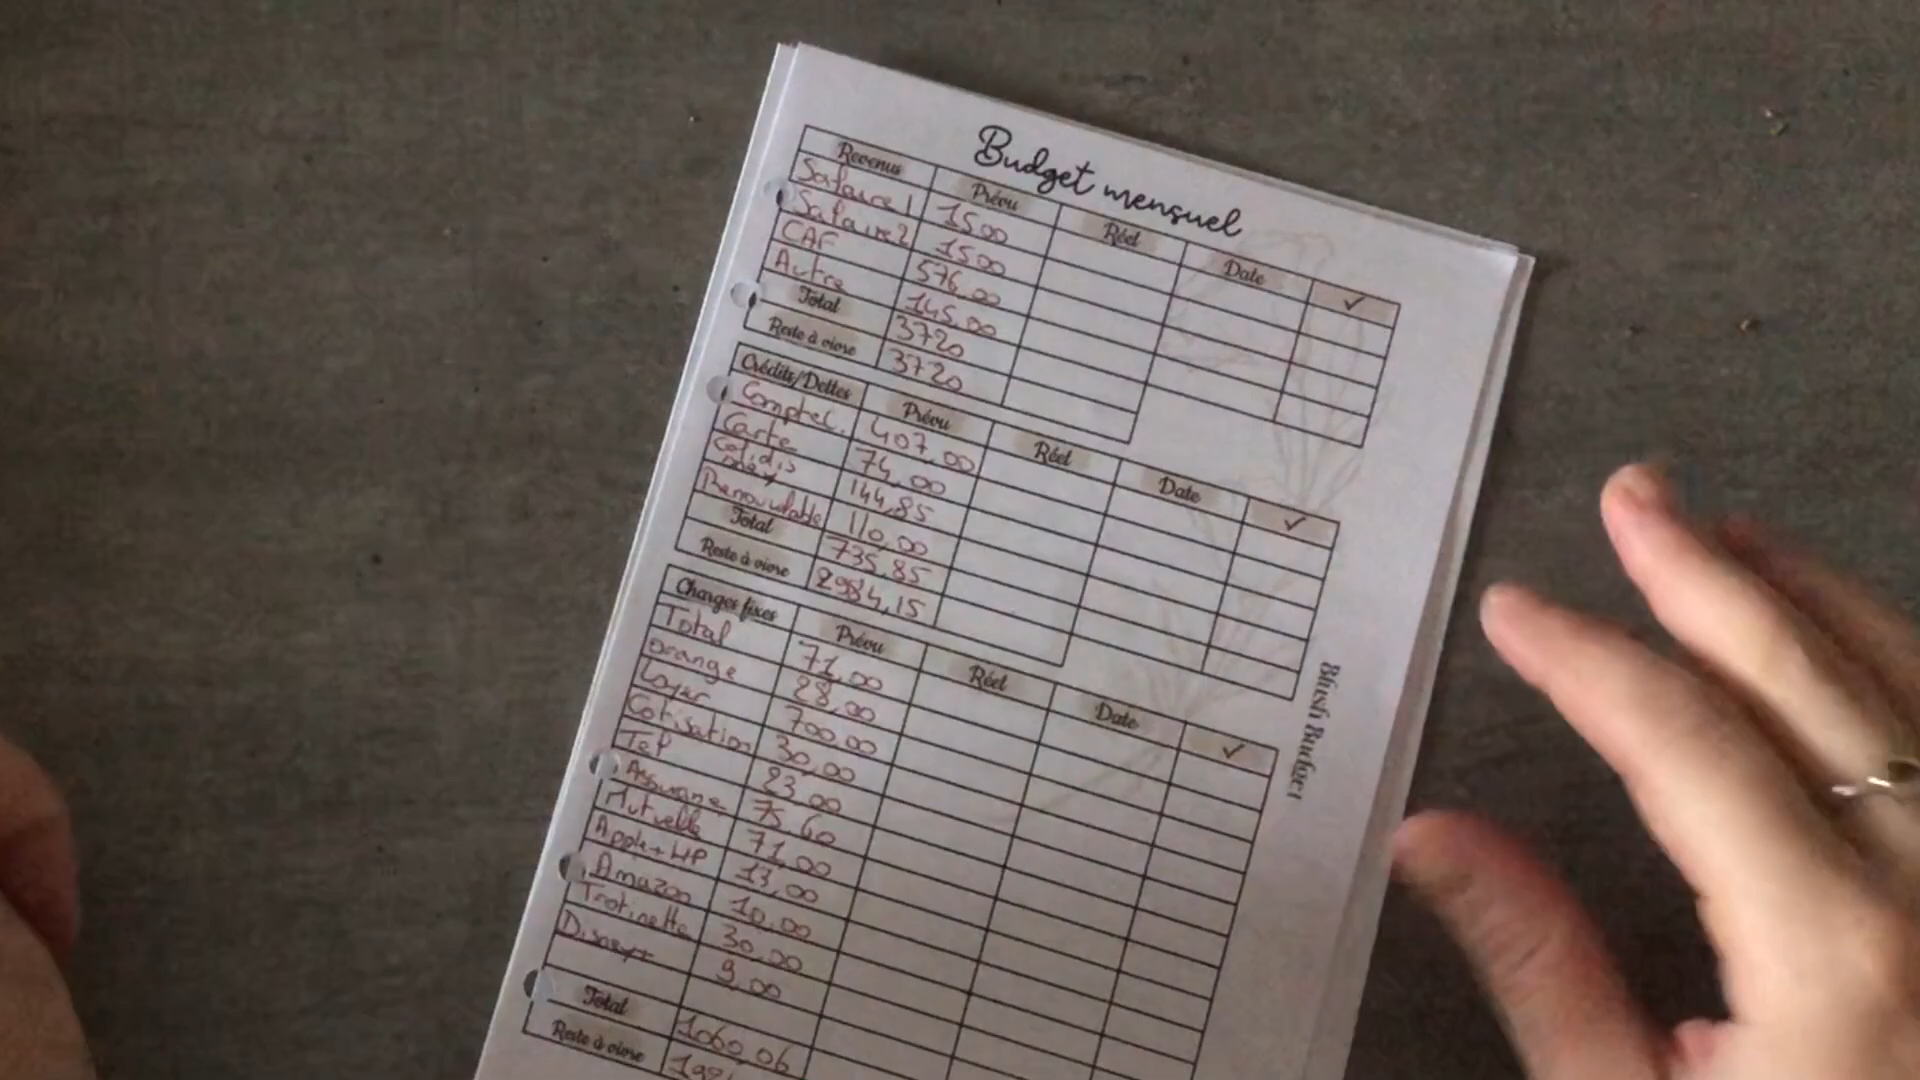 Budget mensuel
Revenus Prévu Réel Date ✓
Salaire 1 1500
Salaire 2 1500
CAF 576,00
Autre 145,00
Total 3720
Reste à vivre 3720
Crédits/Dettes Prévu Réel Date ✓
Compte C. 407,00
Carte 74,00
Cofidis 144,85
Renouvlable 110,00
Total 735,85
Reste à vivre 2984,15
Charges fixes Prévu Réel Date ✓
Total 71,00
Orange 28,00
Loyer 700,00
Cotisation 30,00
Tel 23,00
Assurance 75,60
Mutuelle 71,00
Apple + HP 13,00
Amazon 10,00
Trotinette 30,00
Disney+ 9,00
Total 1060,06
Reste à vivre
Budget